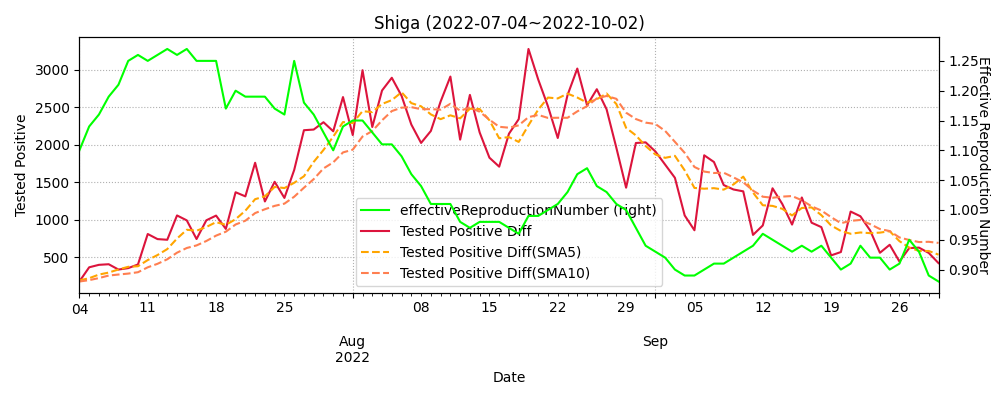 Shiga (2022-07-04~2022-10-02)
Tested Positive
3000
2500
2000
1500
1000
500
1.25
1.20
1.15
1.10
1.05
1.00
0.95
0.90
Effective Reproduction Number
effectiveReproductionNumber (right)
Tested Positive Diff
Tested Positive Diff(SMA5)
Tested Positive Diff(SMA10)
04 11 18 25 08 15 22 29 05 12 19 26
Aug Sep
2022
Date